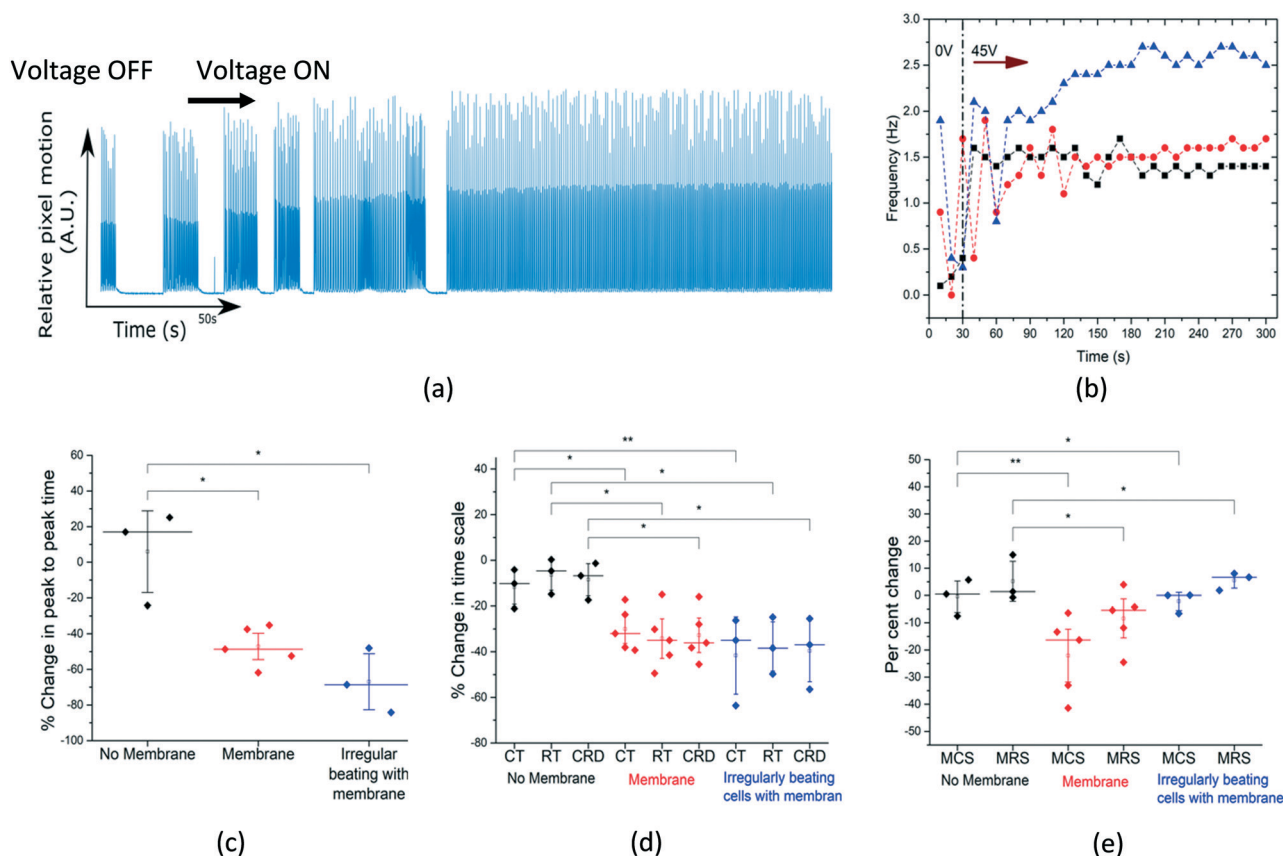 Voltage OFF
Voltage ON
Relative pixel motion
(A.U.)
Time (s)
50s
(a)
3.0
2.5
2.0
1.5
1.0
0.5
0.0
0V
45V
Frequency (Hz)
0 30 60 90 120 150 180 210 240 270 300
Time (s)
(b)
60
40
20
0
-20
-40
-60
-80
-100
% Change in peak to peak time
*
*
No Membrane
Membrane
Irregular
beating with
membrane
(c)
40
20
0
-20
-40
-60
-80
% Change in time scale
**
*
*
*
*
*
CT RT CRD CT RT CRD CT RT CRD
No Membrane
Membrane
Irregularly beating
cells with membran
(d)
50
40
30
20
10
0
-10
-20
-30
-40
-50
Per cent change
*
**
*
*
MCS MRS MCS MRS MCS MRS
No Membrane
Membrane
Irregularly beating
cells with membrane
(e)